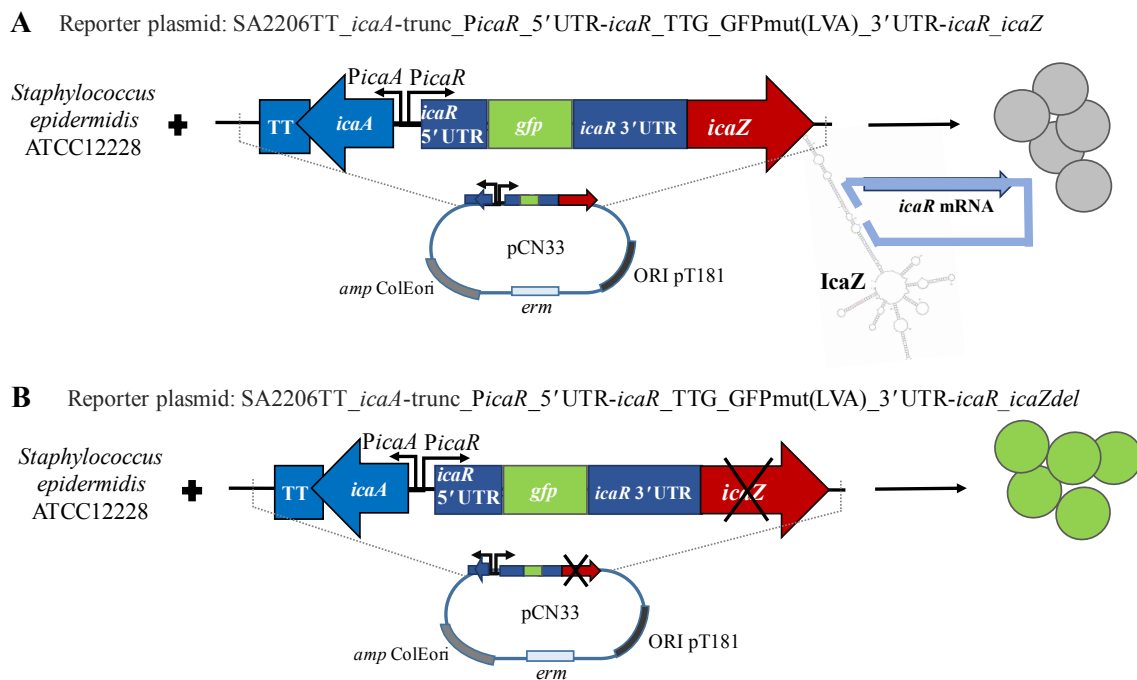 A Reporter plasmid: SA2206TT_icaA-trunc_PicaR_5′UTR-icaR_TTG_GFPmut(LVA)_3′UTR-icaR_icaZ
PicaA PicaR
Staphylococcus
epidermidis
ATCC12228
TT
icaA
icaR
5′UTR
gfp
icaR 3′UTR
icaZ
icaR mRNA
pCN33
IcaZ
amp ColEori
ORI pT181
erm
B Reporter plasmid: SA2206TT_icaA-trunc_PicaR_5′UTR-icaR_TTG_GFPmut(LVA)_3′UTR-icaR_icaZdel
PicaA PicaR
Staphylococcus
epidermidis
ATCC12228
TT
icaA
icaR
5′UTR
gfp
icaR 3′UTR
icaZ
pCN33
amp ColEori
ORI pT181
erm